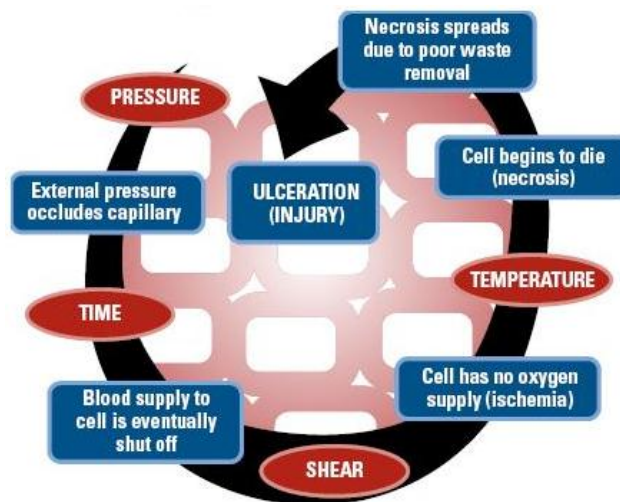 PRESSURE
External pressure
occludes capillary
TIME
Blood supply to
cell is eventually
shut off
SHEAR
Cell has no oxygen
supply (ischemia)
TEMPERATURE
Cell begins to die
(necrosis)
Necrosis spreads
due to poor waste
removal
ULCERATION
(INJURY)